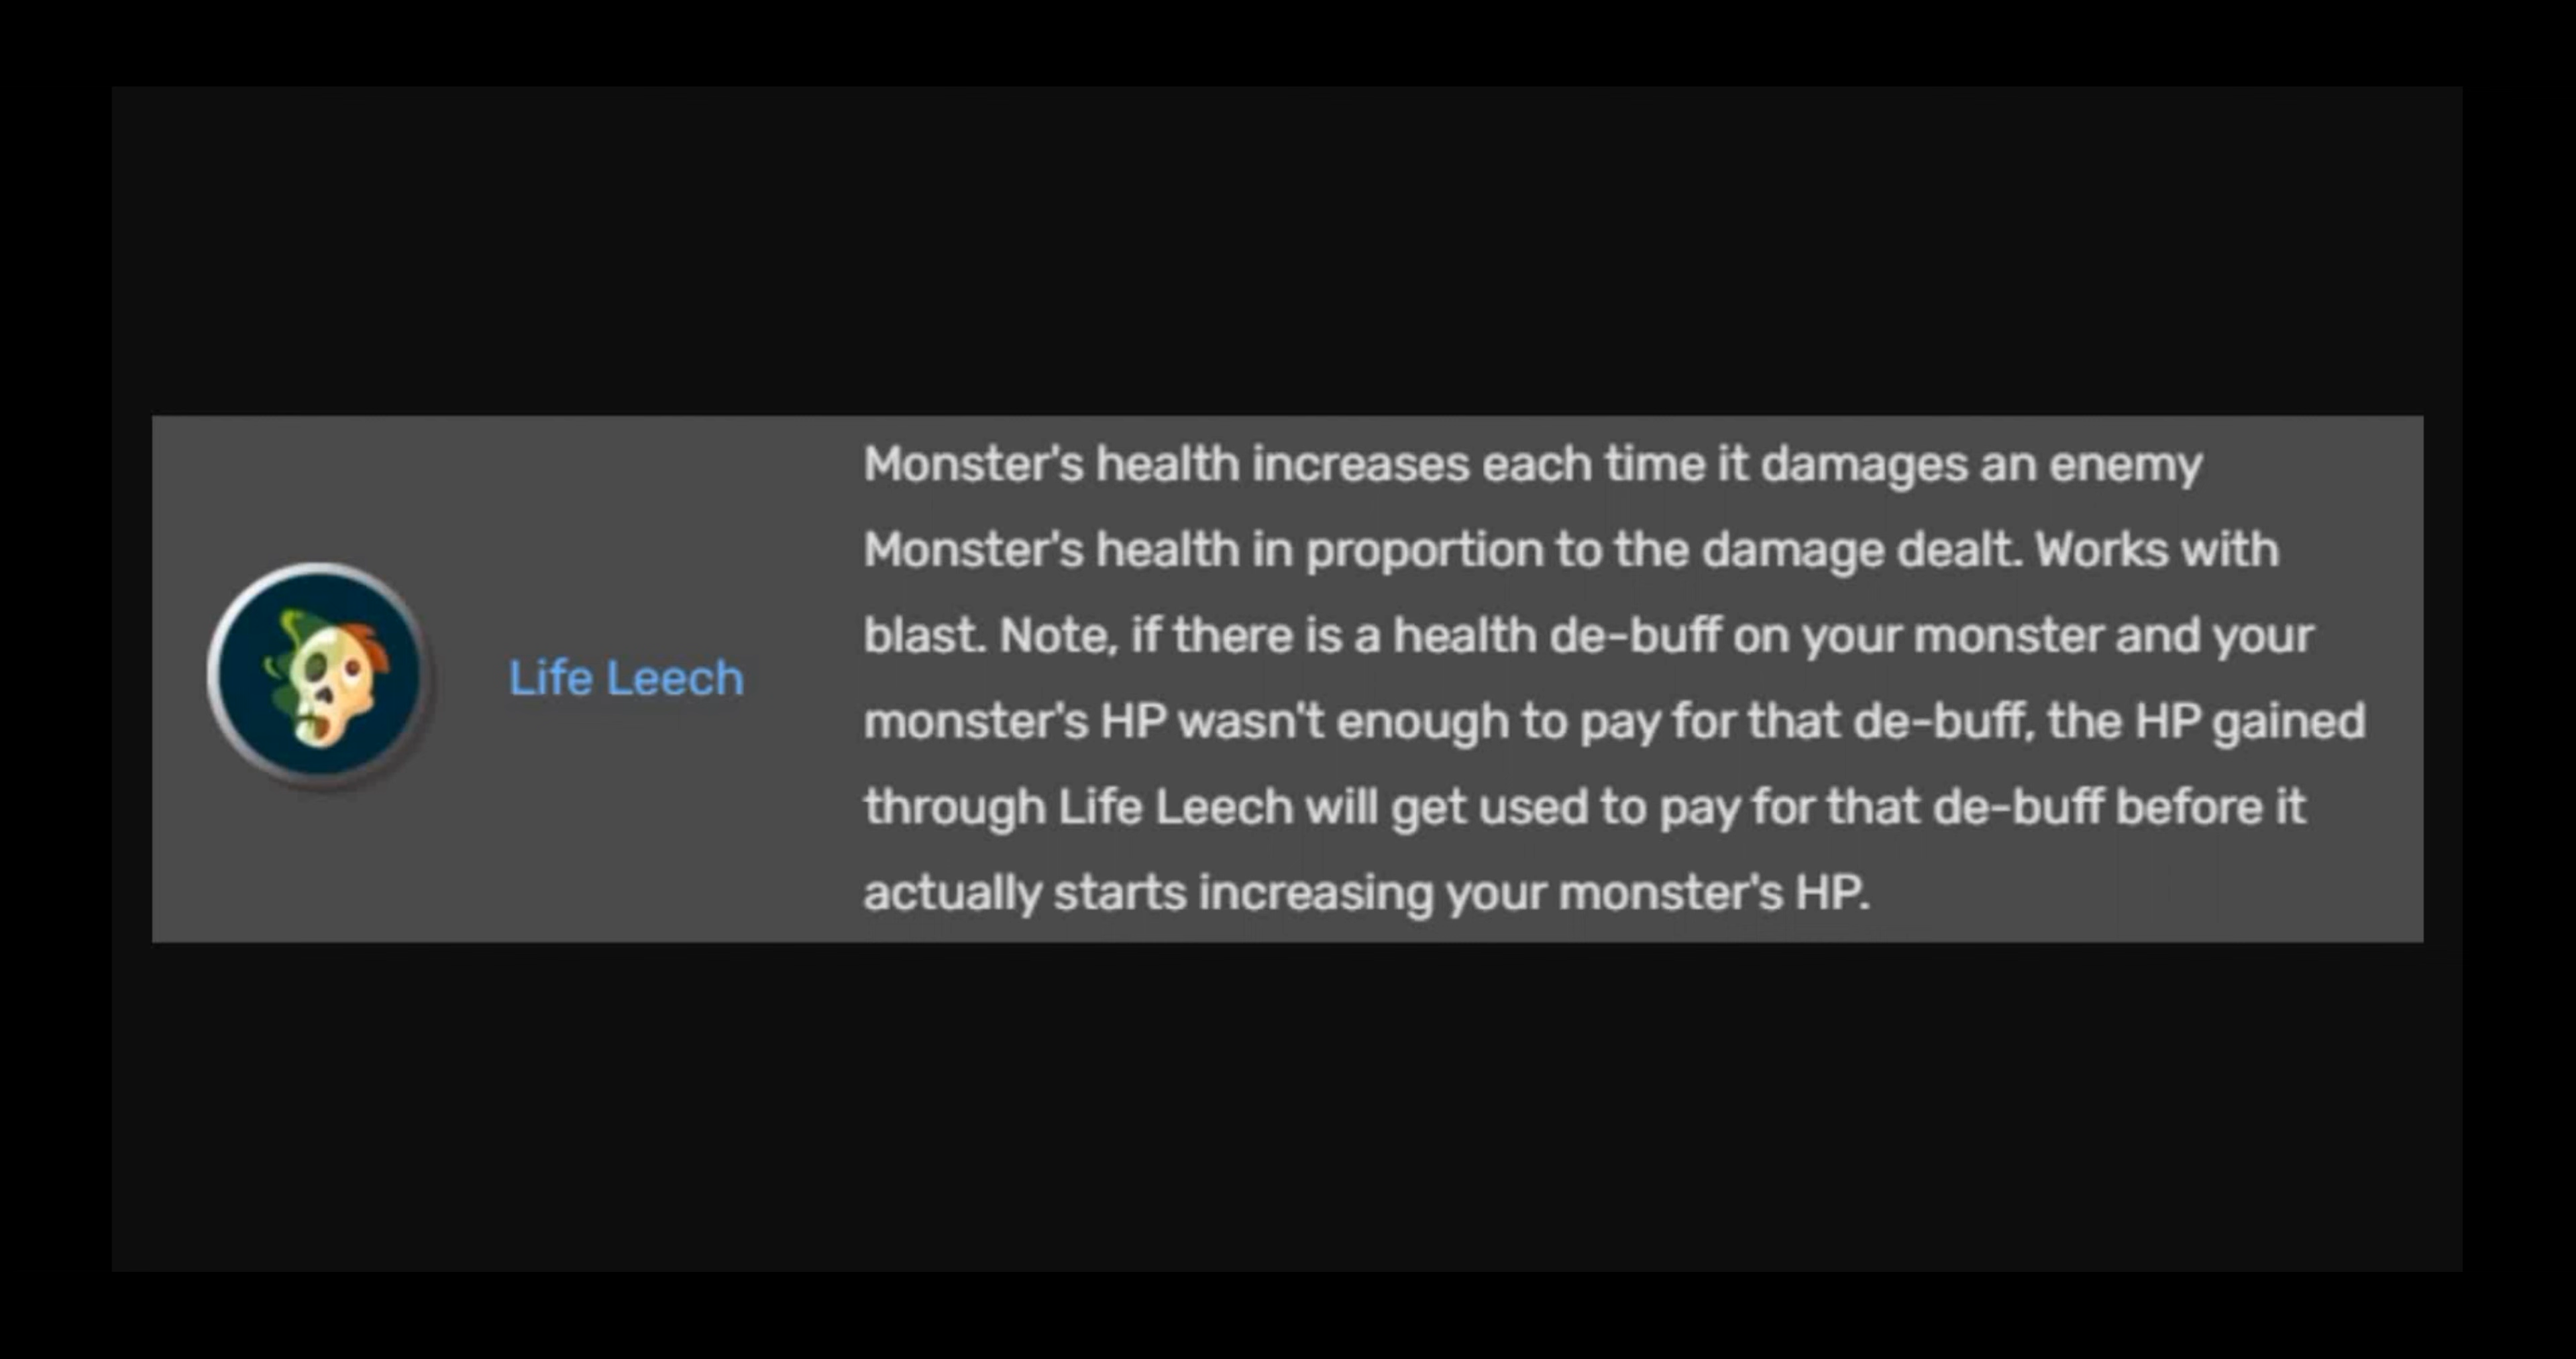 Life Leech
Monster's health increases each time it damages an enemy
Monster's health in proportion to the damage dealt. Works with
blast. Note, if there is a health de-buff on your monster and your
monster's HP wasn't enough to pay for that de-buff, the HP gained
through Life Leech will get used to pay for that de-buff before it
actually starts increasing your monster's HP.